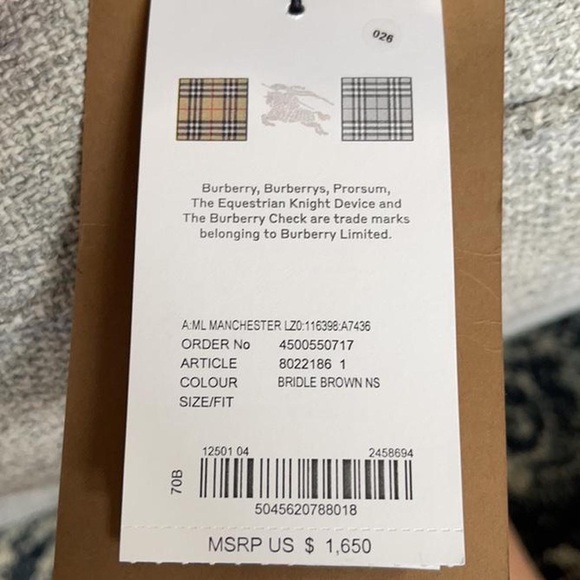 026
Burberry, Burberrys, Prorsum,
The Equestrian Knight Device and
The Burberry Check are trade marks
belonging to Burberry Limited.
A:ML MANCHESTER LZ0:116398:A7436
ORDER No 4500550717
ARTICLE 8022186 1
COLOUR BRIDLE BROWN NS
SIZE/FIT
12501 04 2458694
70B
5045620788018
MSRP US $ 1,650